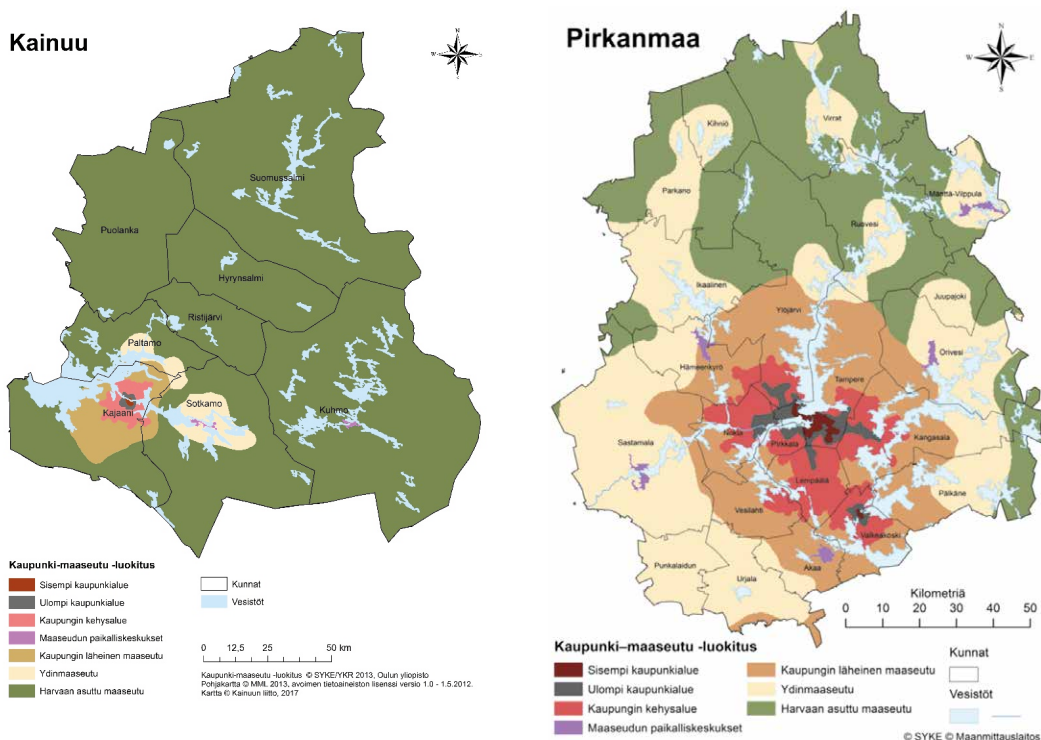 Kainuu
N
W
E
S
Suomussalmi
Puolanka
Hyrynsalmi
Ristijärvi
Paltamo
Sotkamo
Kajaani
Kuhmo
Kaupunki-maaseutu -luokitus
Sisempi kaupunkialue
Ulompi kaupunkialue
Kaupungin kehysalue
Maaseudun paikalliskeskukset
Kaupungin läheinen maaseutu
Ydinmaaseutu
Harvaan asuttu maaseutu
Kunnat
Vesistöt
0 12,5 25 50 km
Kaupunki-maaseutu -luokitus © SYKE/YKR 2013, Oulun yliopisto
Pohjakartta © MML 2013, avoimen tietoaineiston lisenssi versio 1.0 - 1.5.2012.
Kartta © Kainuun liitto, 2017
Pirkanmaa
N
W
E
S
Virrat
Kihniö
Parkano
Mänttä-Vilppula
Ruovesi
Ikaalinen
Juupajoki
Ylöjärvi
Orivesi
Hämeenkyrö
Tampere
Nokia
Pirkkala
Kangasala
Sastamala
Lempäälä
Pälkäne
Vesilahti
Valkeakoski
Punkalaidun
Akaa
Urjala
Kilometriä
0 10 20 30 40 50
Kaupunki–maaseutu -luokitus
Sisempi kaupunkialue
Ulompi kaupunkialue
Kaupungin kehysalue
Maaseudun paikalliskeskukset
Kaupungin läheinen maaseutu
Ydinmaaseutu
Harvaan asuttu maaseutu
Kunnat
Vesistöt
© SYKE © Maanmittauslaitos